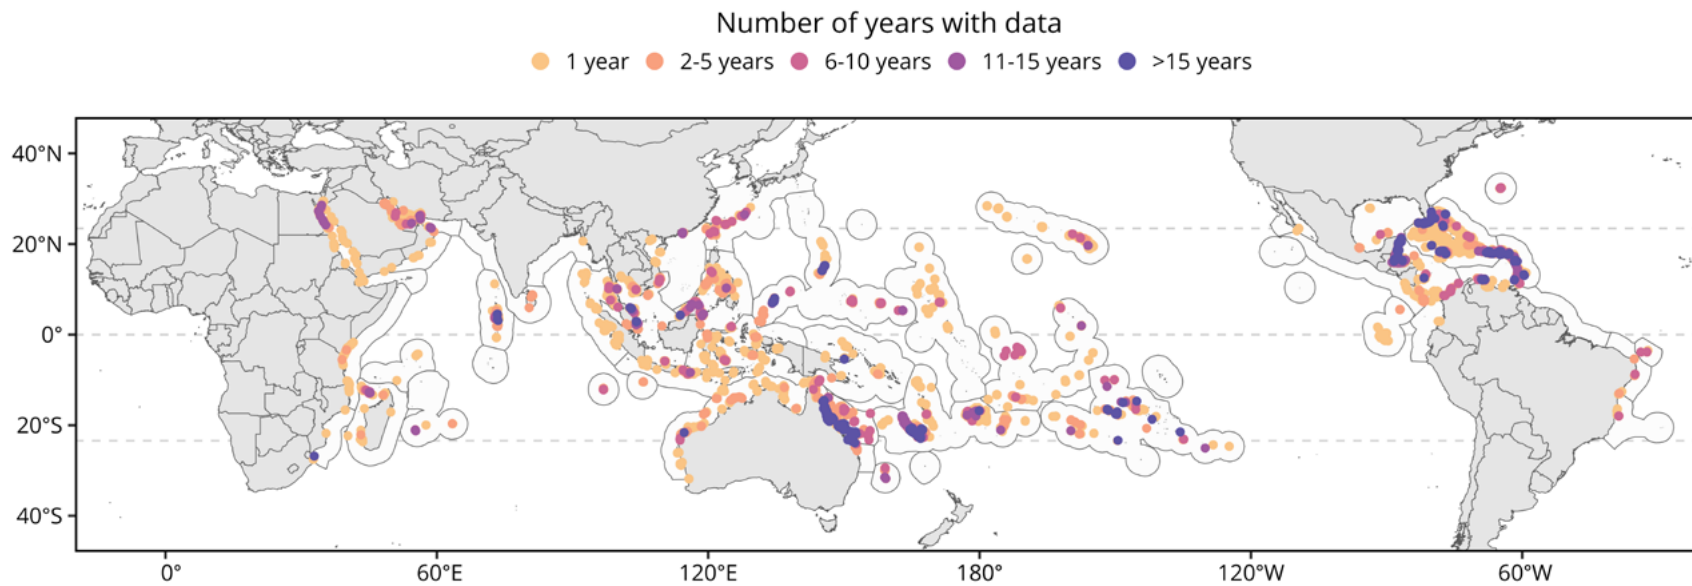 Number of years with data
1 year 2-5 years 6-10 years 11-15 years >15 years
40°N
20°N
0°
20°S
40°S
0° 60°E 120°E 180° 120°W 60°W